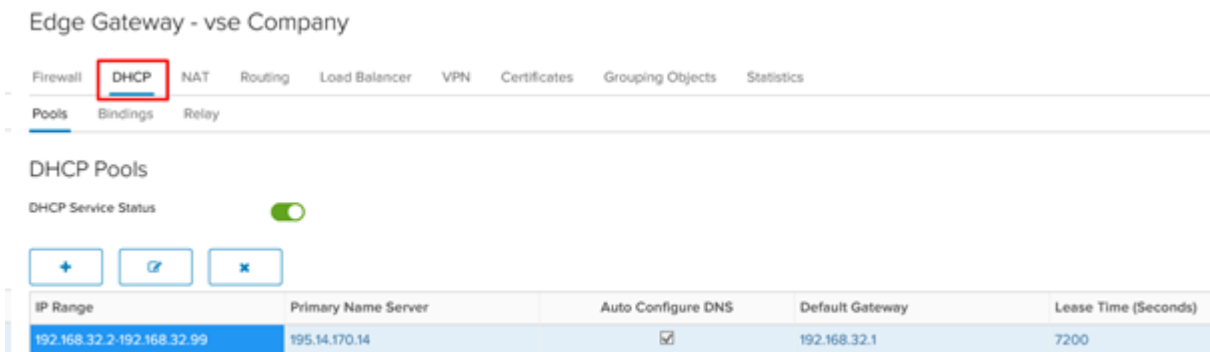 Edge Gateway - vse Company
Firewall DHCP NAT Routing Load Balancer VPN Certificates Grouping Objects Statistics
Pools Bindings Relay
DHCP Pools
DHCP Service Status
IP Range Primary Name Server Auto Configure DNS Default Gateway Lease Time (Seconds)
192.168.32.2-192.168.32.99 195.14.170.14 192.168.32.1 7200